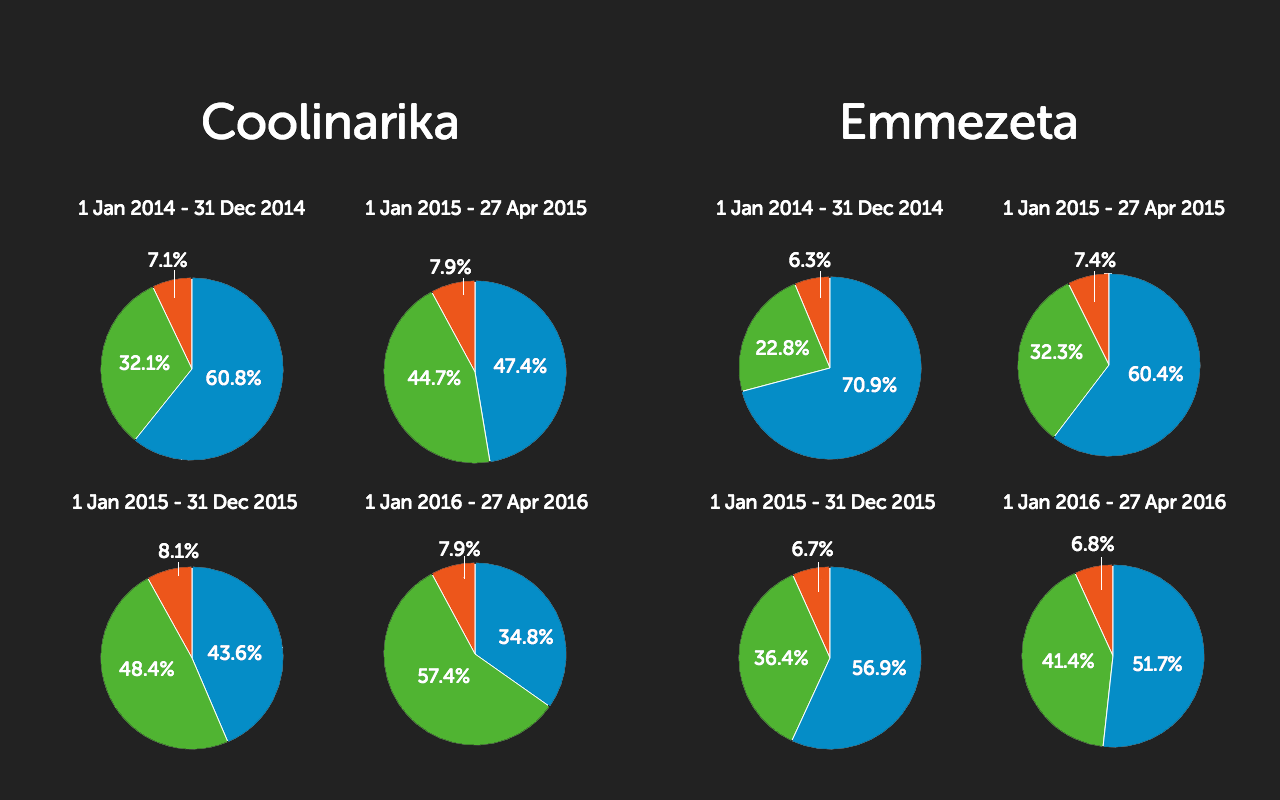 Coolinarika
1 Jan 2014 - 31 Dec 2014
7.1%
32.1%
60.8%
1 Jan 2015 - 27 Apr 2015
7.9%
44.7%
47.4%
1 Jan 2015 - 31 Dec 2015
8.1%
48.4%
43.6%
1 Jan 2016 - 27 Apr 2016
7.9%
57.4%
34.8%
Emmezeta
1 Jan 2014 - 31 Dec 2014
6.3%
22.8%
70.9%
1 Jan 2015 - 27 Apr 2015
7.4%
32.3%
60.4%
1 Jan 2015 - 31 Dec 2015
6.7%
36.4%
56.9%
1 Jan 2016 - 27 Apr 2016
6.8%
41.4%
51.7%